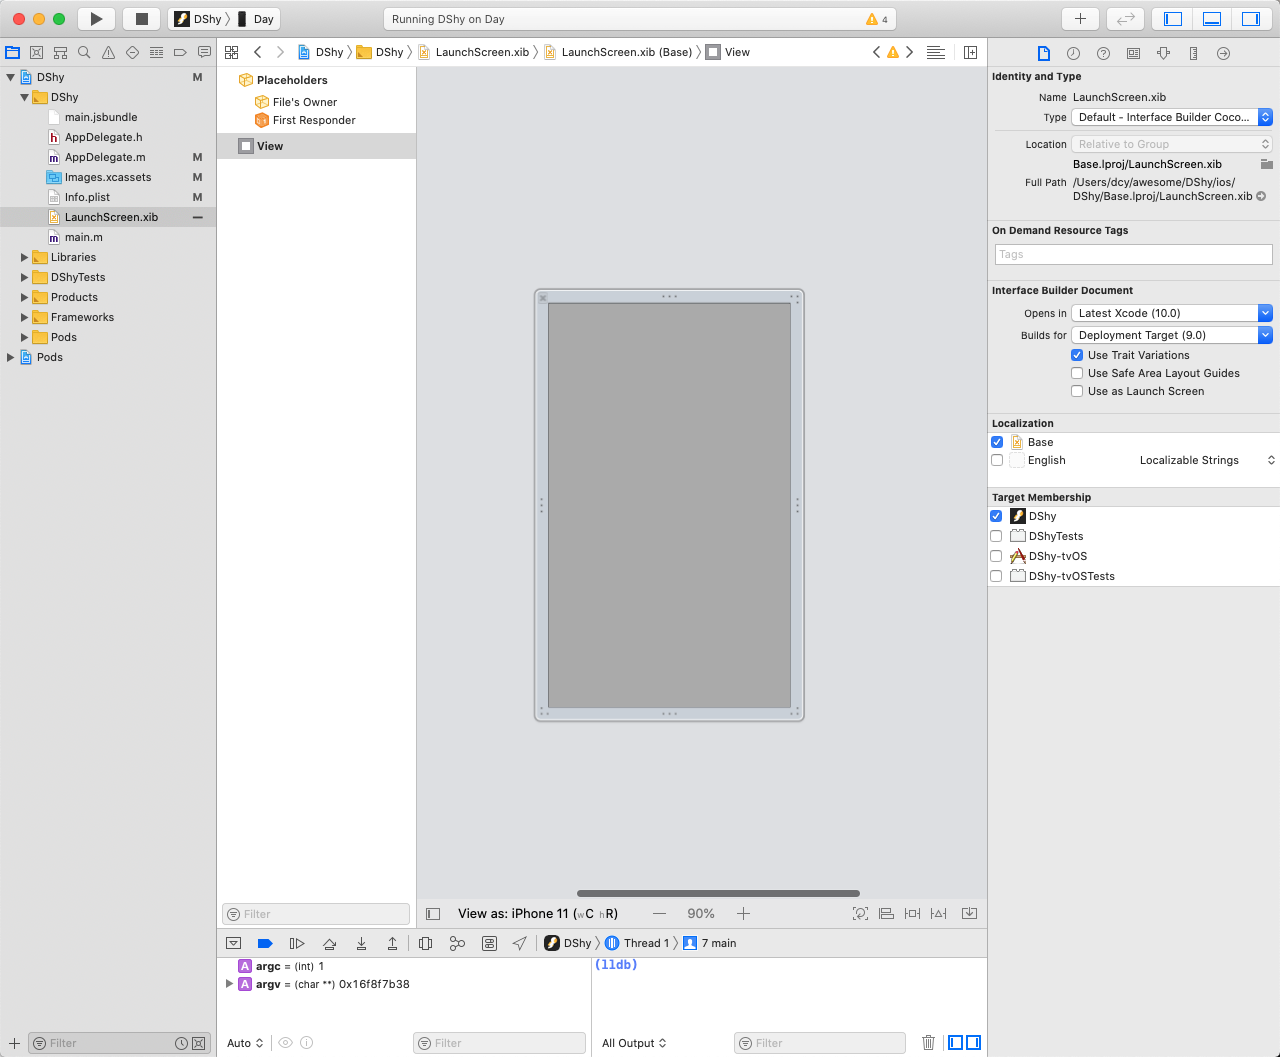 DShy 〉 Day
Running DShy on Day
4
DShy 〉 DShy 〉 LaunchScreen.xib 〉 LaunchScreen.xib (Base) 〉 View
DShy M
DShy
main.jsbundle
AppDelegate.h
AppDelegate.m M
Images.xcassets M
Info.plist M
LaunchScreen.xib
main.m
Libraries
DShyTests
Products
Frameworks
Pods
Pods
Filter
Placeholders
File's Owner
First Responder
View
Filter
View as: iPhone 11 (wC hR)
90%
Identity and Type
Name LaunchScreen.xib
Type Default - Interface Builder Coco...
Location Relative to Group
Base.lproj/LaunchScreen.xib
Full Path /Users/dcy/awesome/DShy/ios/
DShy/Base.lproj/LaunchScreen.xib
On Demand Resource Tags
Tags
Interface Builder Document
Opens in Latest Xcode (10.0)
Builds for Deployment Target (9.0)
Use Trait Variations
Use Safe Area Layout Guides
Use as Launch Screen
Localization
Base
English Localizable Strings
Target Membership
DShy
DShyTests
DShy-tvOS
DShy-tvOSTests
DShy 〉 Thread 1 〉 7 main
A argc = (int) 1
A argv = (char **) 0x16f8f7b38
(lldb)
Auto
Filter
All Output
Filter